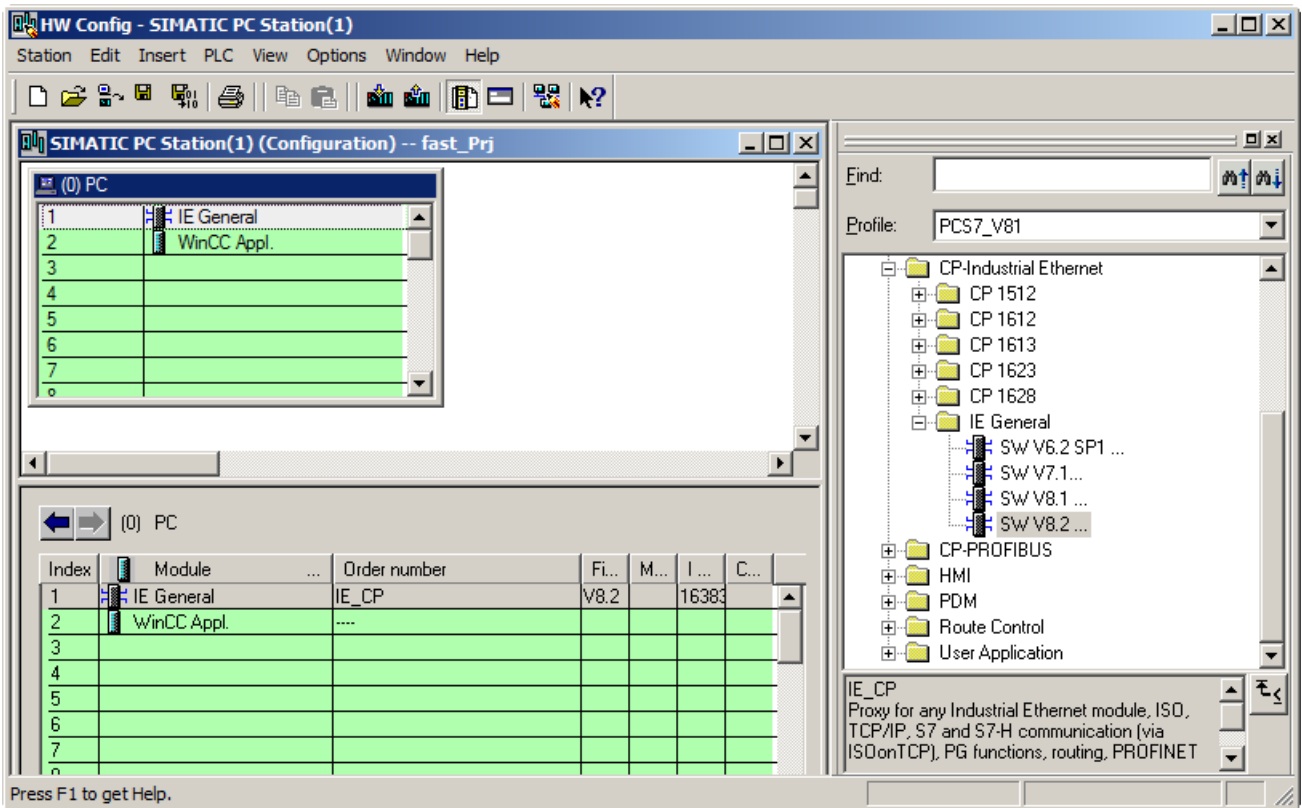 HW Config - SIMATIC PC Station(1)
Station Edit Insert PLC View Options Window Help
SIMATIC PC Station(1) (Configuration) -- fast_Prj
(0) PC
1 IE General
2 WinCC Appl.
3
4
5
6
7
(0) PC
Index Module ... Order number Fi... M... I ... C...
1 IE General IE_CP V8.2 16383
2 WinCC Appl. ----
3
4
5
6
7
Find:
Profile: PCS7_V81
CP-Industrial Ethernet
CP 1512
CP 1612
CP 1613
CP 1623
CP 1628
IE General
SW V6.2 SP1 ...
SW V7.1...
SW V8.1 ...
SW V8.2 ...
CP-PROFIBUS
HMI
PDM
Route Control
User Application
IE_CP
Proxy for any Industrial Ethernet module, ISO,
TCP/IP, S7 and S7-H communication (via
ISOonTCP), PG functions, routing, PROFINET
Press F1 to get Help.